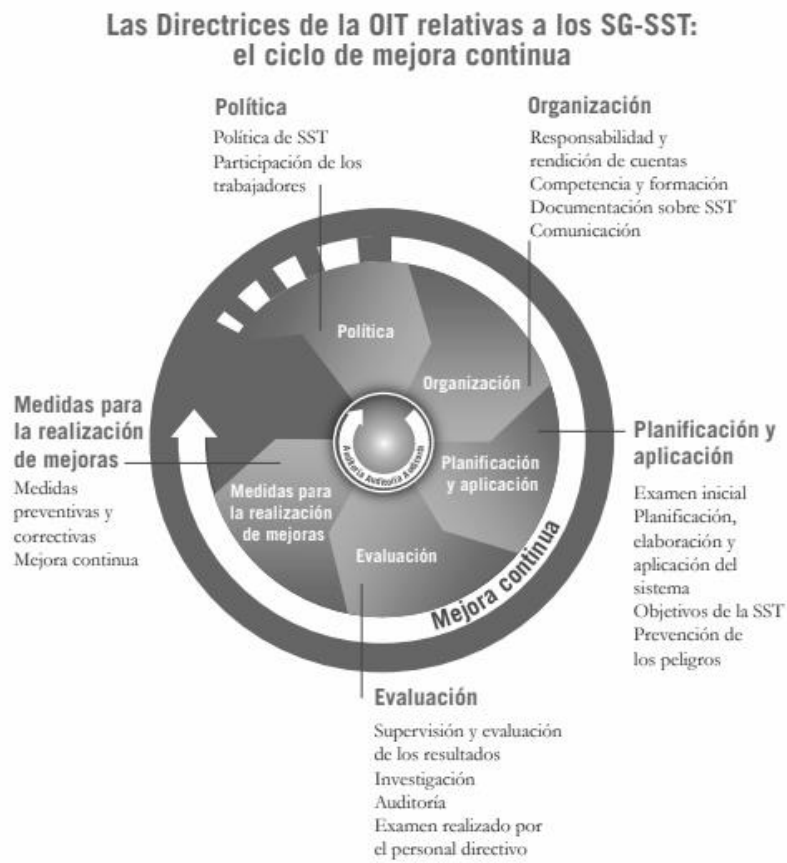 Las Directrices de la OIT relativas a los SG-SST:
el ciclo de mejora continua
Política
Política de SST
Participación de los
trabajadores
Organización
Responsabilidad y
rendición de cuentas
Competencia y formación
Documentación sobre SST
Comunicación
Política
Organización
Planificación
y aplicación
Evaluación
Medidas para
la realización
de mejoras
Auditoría Auditoría Auditoría
Mejora continua
Medidas para
la realización
de mejoras
Medidas
preventivas y
correctivas
Mejora continua
Planificación y
aplicación
Examen inicial
Planificación,
elaboración y
aplicación del
sistema
Objetivos de la SST
Prevención de
los peligros
Evaluación
Supervisión y evaluación
de los resultados
Investigación
Auditoría
Examen realizado por
el personal directivo